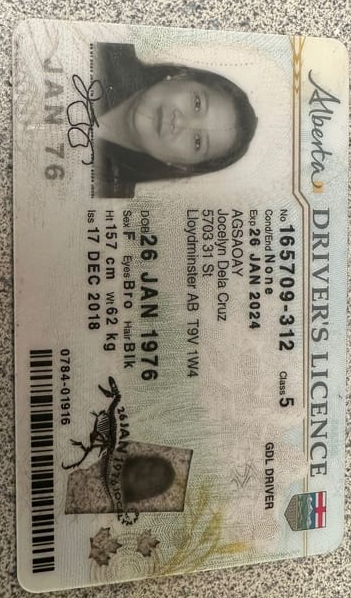 Alberta DRIVER'S LICENCE
No 165709-312 Class 5
Cond/End None GDL DRIVER
Exp 26 JAN 2024
AGSAOAY
Jocelyn Dela Cruz
5703 31 St
Lloydminster AB T9V 1W4
DOB 26 JAN 1976
Sex F Eyes Bro Hair Blk
Ht 157 cm Wt 62 kg
Iss 17 DEC 2018
0784-01916
JAN 76